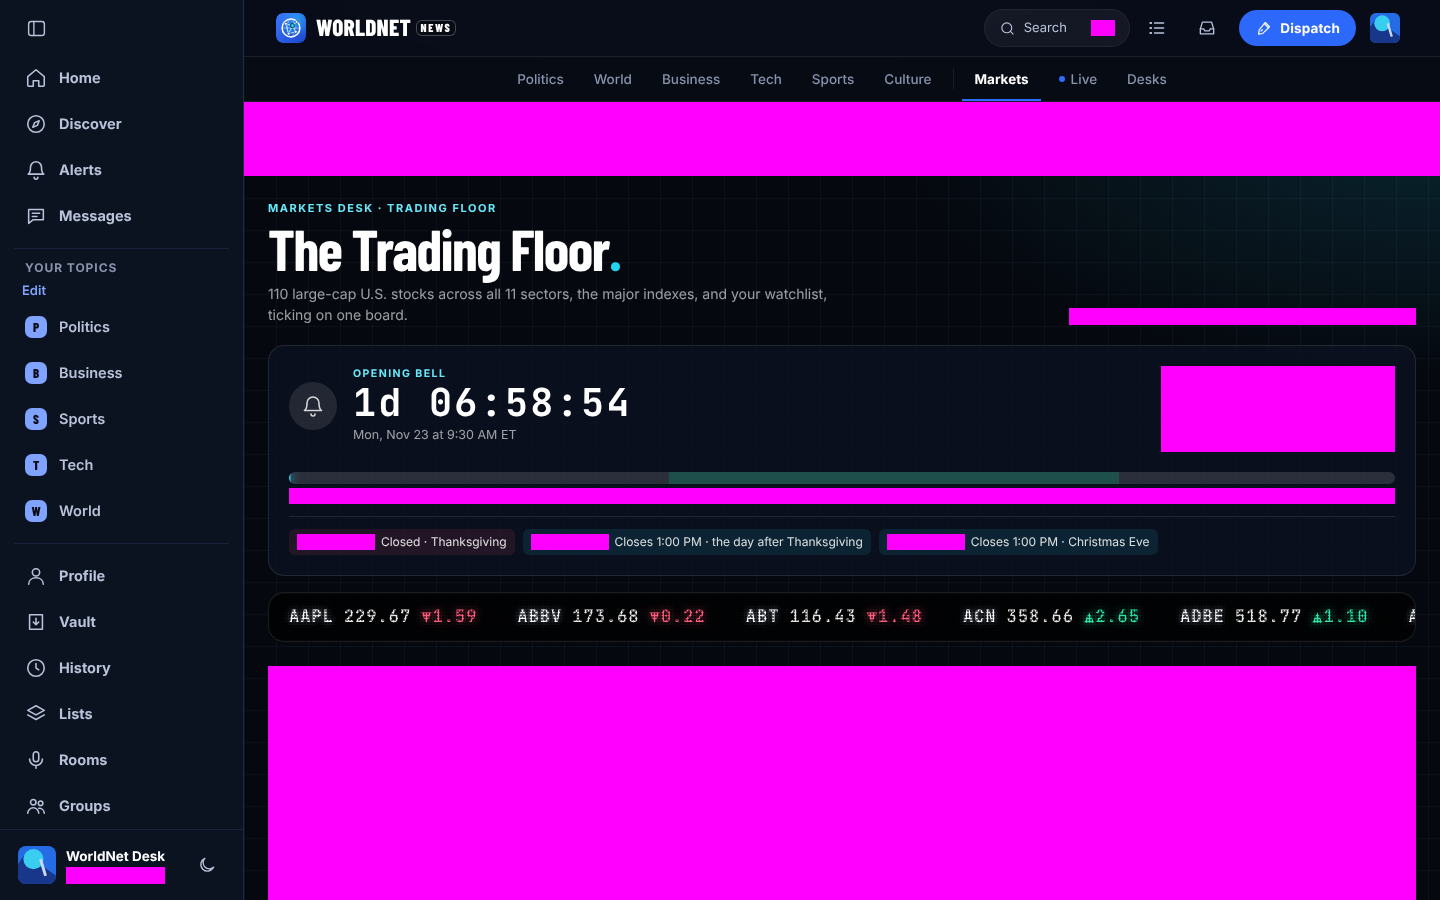 WORLDNET NEWS
Search
Dispatch
Politics
World
Business
Tech
Sports
Culture
Markets
Live
Desks
Home
Discover
Alerts
Messages
YOUR TOPICS
Edit
P Politics
B Business
S Sports
T Tech
W World
Profile
Vault
History
Lists
Rooms
Groups
WorldNet Desk
MARKETS DESK · TRADING FLOOR
The Trading Floor.
110 large-cap U.S. stocks across all 11 sectors, the major indexes, and your watchlist,
ticking on one board.
OPENING BELL
1d 06:58:54
Mon, Nov 23 at 9:30 AM ET
Closed · Thanksgiving
Closes 1:00 PM · the day after Thanksgiving
Closes 1:00 PM · Christmas Eve
AAPL 229.67 ▼1.59 ABBV 173.68 ▼0.22 ABT 116.43 ▼1.48 ACN 358.66 ▲2.65 ADBE 518.77 ▲1.10